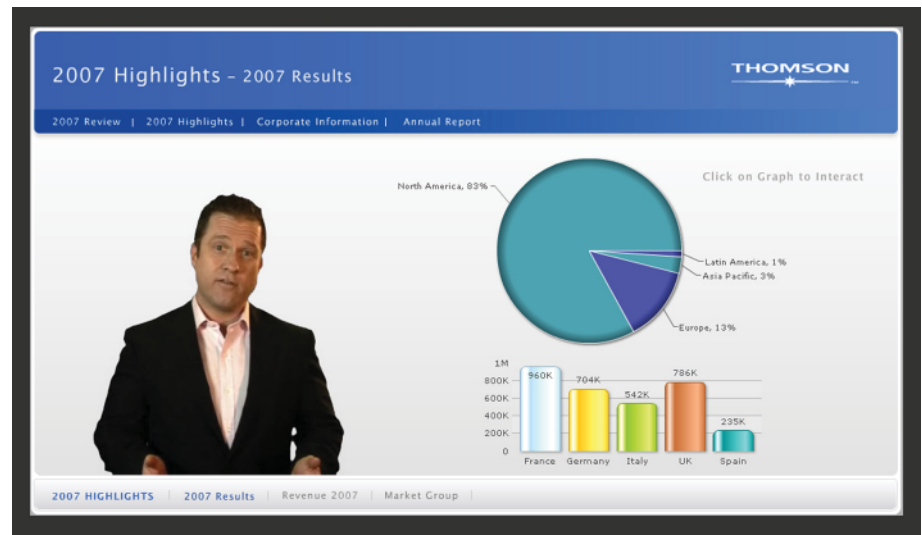 2007 Highlights – 2007 Results
THOMSON
2007 Review | 2007 Highlights | Corporate Information | Annual Report
Click on Graph to Interact
North America, 83%
Latin America, 1%
Asia Pacific, 3%
Europe, 13%
1M
800K
600K
400K
200K
0
960K
704K
542K
786K
235K
France Germany Italy UK Spain
2007 HIGHLIGHTS | 2007 Results | Revenue 2007 | Market Group |